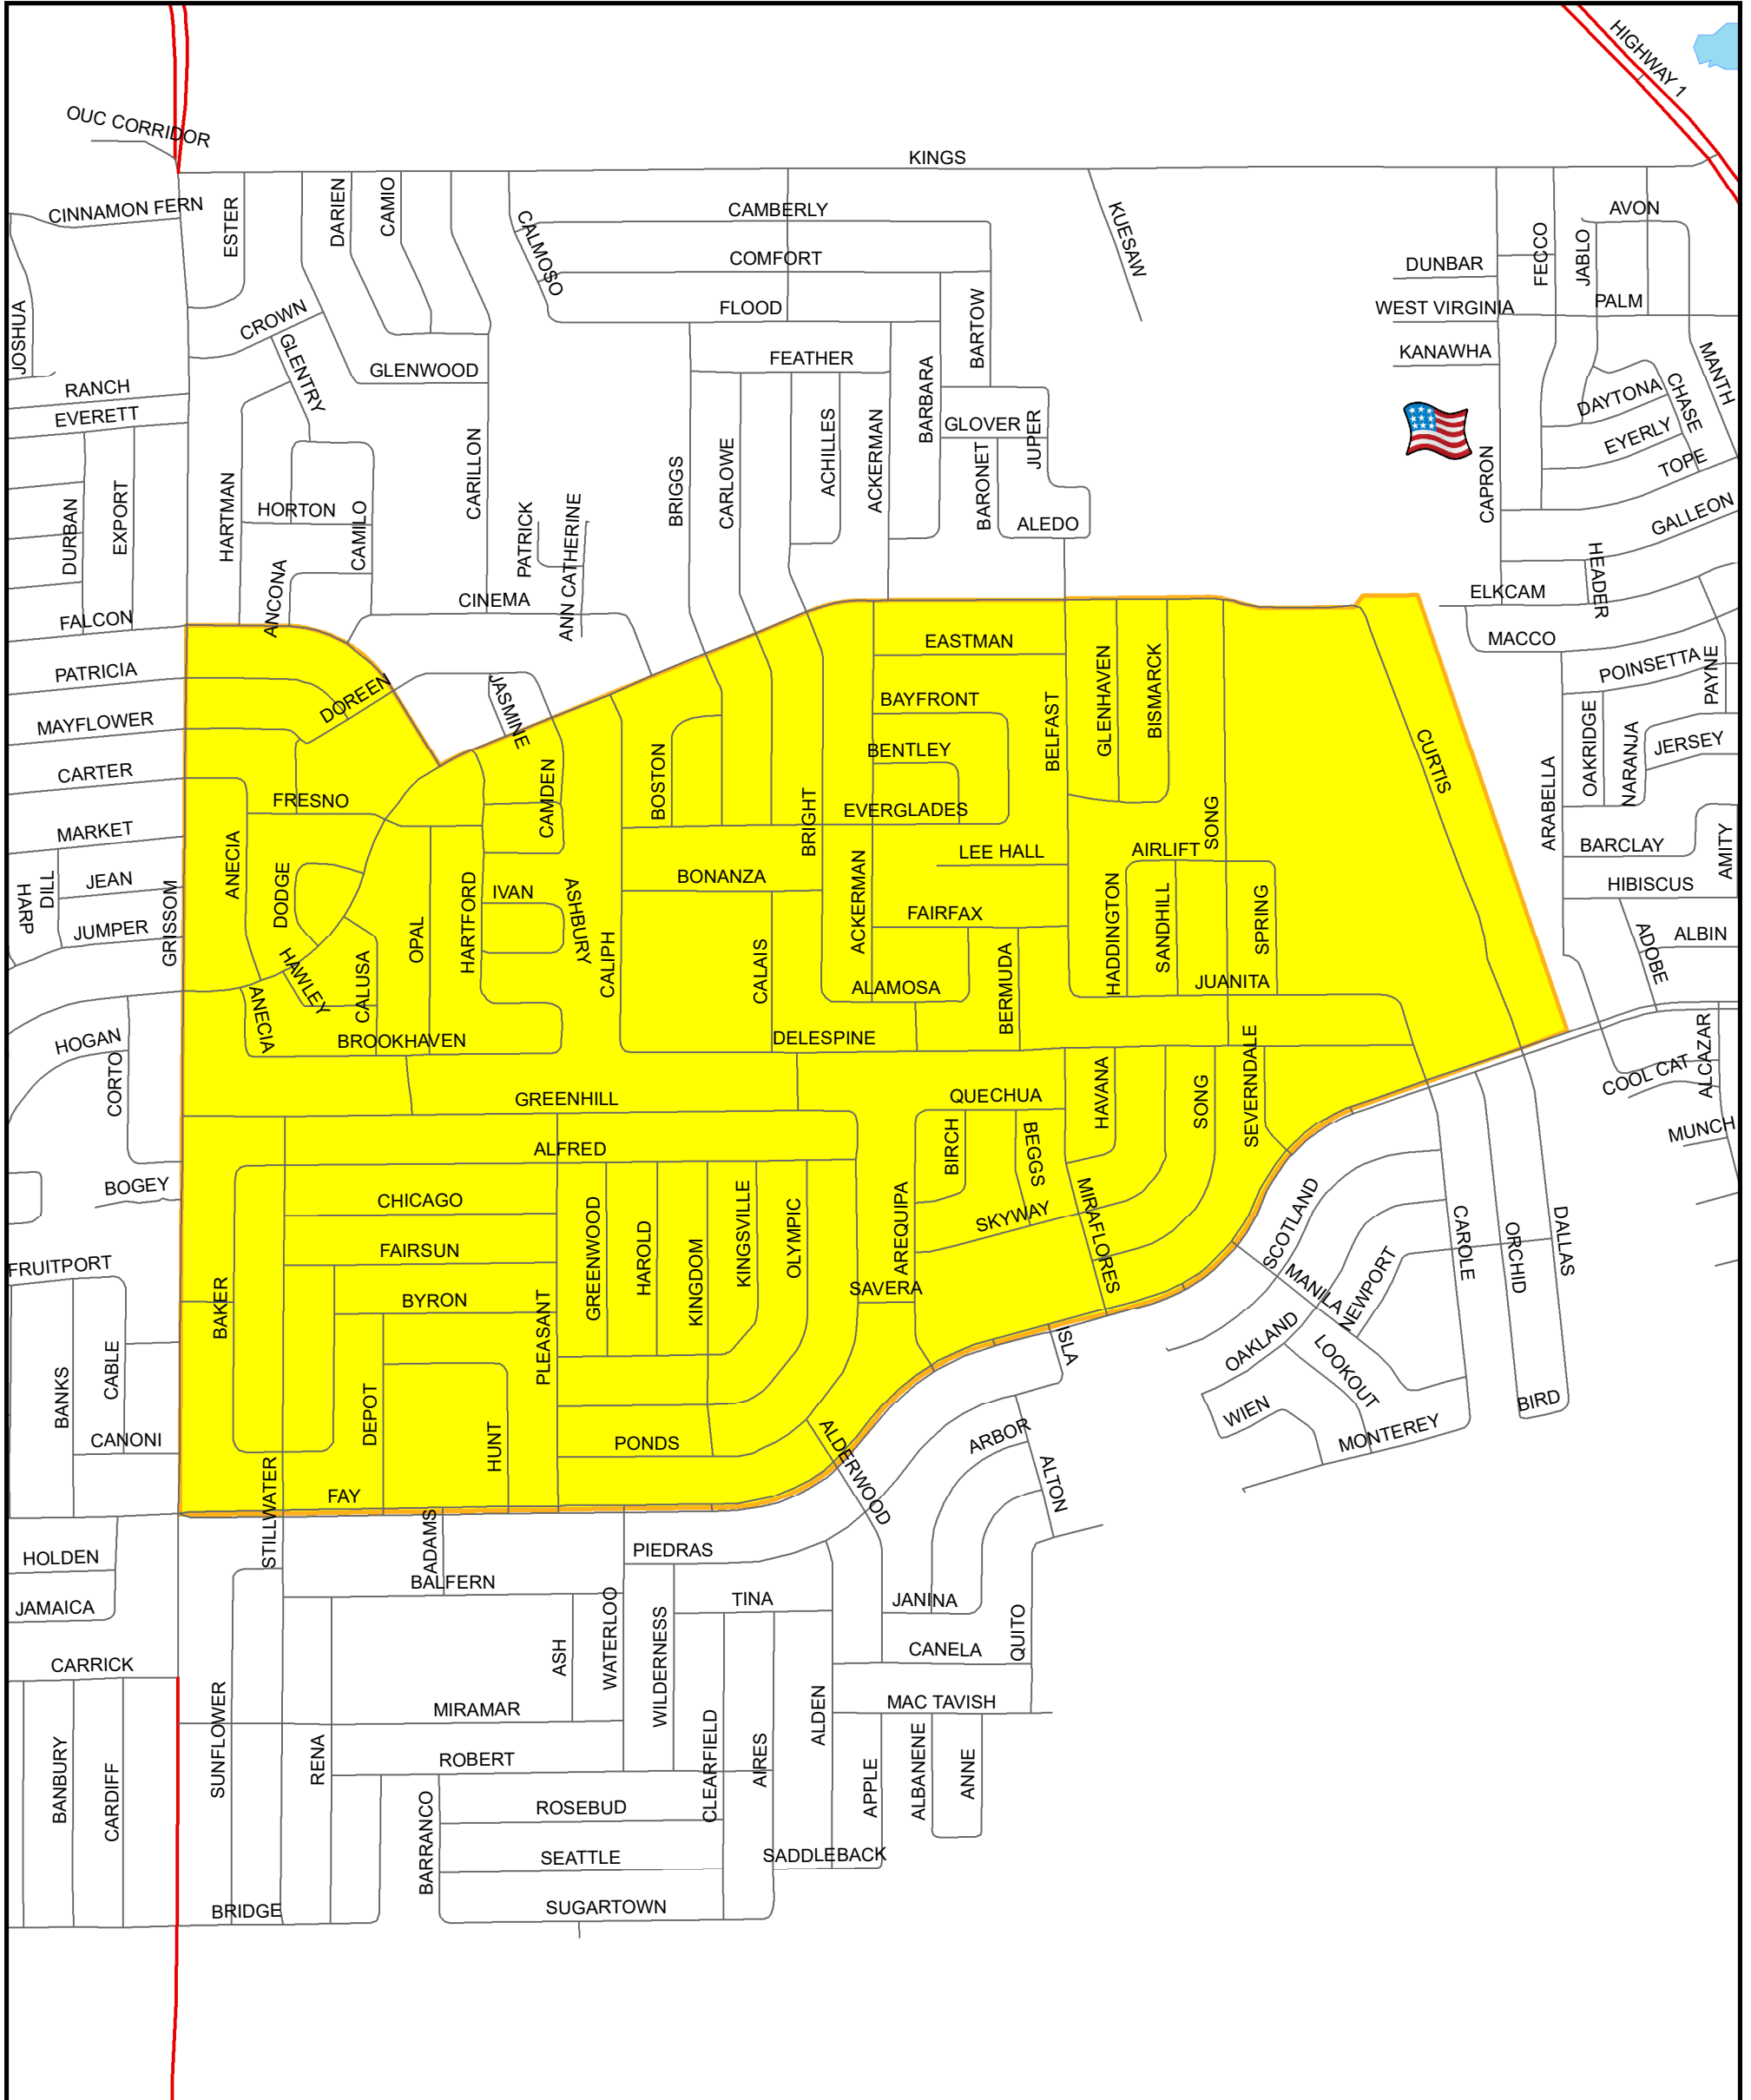 HIGHWAY 1
OUC CORRIDOR
KINGS
CINNAMON FERN
ESTER
DARIEN
CAMIO
CALMOSO
CAMBERLY
KUESAW
AVON
COMFORT
DUNBAR
FECCO
JABLO
FLOOD
WEST VIRGINIA
PALM
JOSHUA
CROWN
GLENTRY
BARTOW
KANAWHA
MANTH
FEATHER
GLENWOOD
RANCH
EVERETT
BARBARA
DAYTONA
CHASE
GLOVER
JUPER
EYERLY
TOPE
ACHILLES
ACKERMAN
CARLOWE
BRIGGS
CARILLON
BARONET
CAPRON
HARTMAN
HORTON
CAMILO
EXPORT
DURBAN
PATRICK
ANN CATHERINE
ALEDO
GALLEON
HEADER
ELKCAM
ANCONA
CINEMA
FALCON
MACCO
EASTMAN
PATRICIA
POINSETTA
PAYNE
DOREEN
JASMINE
BAYFRONT
BELFAST
GLENHAVEN
BISMARCK
MAYFLOWER
BENTLEY
CURTIS
JERSEY
NARANJA
OAKRIDGE
ARABELLA
CARTER
BOSTON
CAMDEN
FRESNO
EVERGLADES
BRIGHT
SONG
MARKET
ANECIA
LEE HALL
AIRLIFT
BARCLAY
AMITY
JEAN
DILL
HARP
DODGE
BONANZA
HIBISCUS
IVAN
HARTFORD
ASHBURY
ACKERMAN
FAIRFAX
HADDINGTON
SANDHILL
SPRING
JUMPER
GRISSOM
OPAL
CALIPH
CALAIS
ALBIN
ADOBE
HAWLEY
CALUSA
ALAMOSA
BERMUDA
JUANITA
ANECIA
BROOKHAVEN
DELESPINE
HOGAN
CORTO
HAVANA
SONG
SEVERNDALE
COOL CAT
ALCAZAR
GREENHILL
QUECHUA
MUNCH
ALFRED
BIRCH
BEGGS
BOGEY
CHICAGO
SKYWAY
MIRAFLORES
AREQUIPA
GREENWOOD
HAROLD
KINGDOM
KINGSVILLE
OLYMPIC
FAIRSUN
FRUITPORT
SAVERA
SCOTLAND
MANILA
NEWPORT
CAROLE
ORCHID
DALLAS
BYRON
BAKER
PLEASANT
ISLA
OAKLAND
LOOKOUT
CABLE
BANKS
DEPOT
HUNT
BIRD
WIEN
MONTEREY
CANONI
PONDS
ALDERWOOD
ARBOR
ALTON
FAY
STILLWATER
ADAMS
HOLDEN
PIEDRAS
BALFERN
JAMAICA
TINA
JANINA
WATERLOO
WILDERNESS
ASH
CANELA
QUITO
CARRICK
MIRAMAR
MAC TAVISH
ALDEN
SUNFLOWER
ROBERT
RENA
CLEARFIELD
AIRES
APPLE
ALBANENE
ANNE
BANBURY
CARDIFF
ROSEBUD
BARRANCO
SEATTLE
SADDLEBACK
SUGARTOWN
BRIDGE